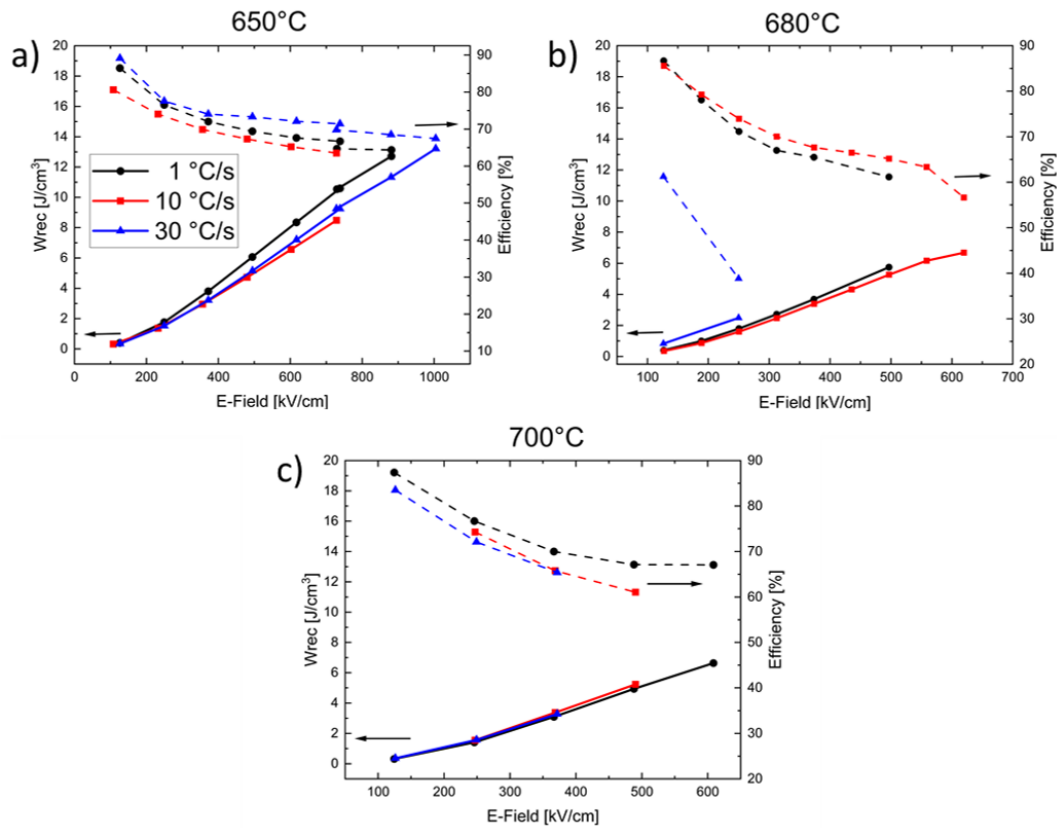 650°C
a)
20
18
16
14
12
10
8
6
4
2
0
Wrec [J/cm³]
90
80
70
60
50
40
30
20
10
Efficiency [%]
1 °C/s
10 °C/s
30 °C/s
0 200 400 600 800 1000
E-Field [kV/cm]
680°C
b)
20
18
16
14
12
10
8
6
4
2
0
Wrec [J/cm³]
90
80
70
60
50
40
30
20
Efficiency [%]
100 200 300 400 500 600 700
E-Field [kV/cm]
700°C
c)
20
18
16
14
12
10
8
6
4
2
0
Wrec [J/cm³]
90
80
70
60
50
40
30
20
Efficiency [%]
100 200 300 400 500 600
E-Field [kV/cm]